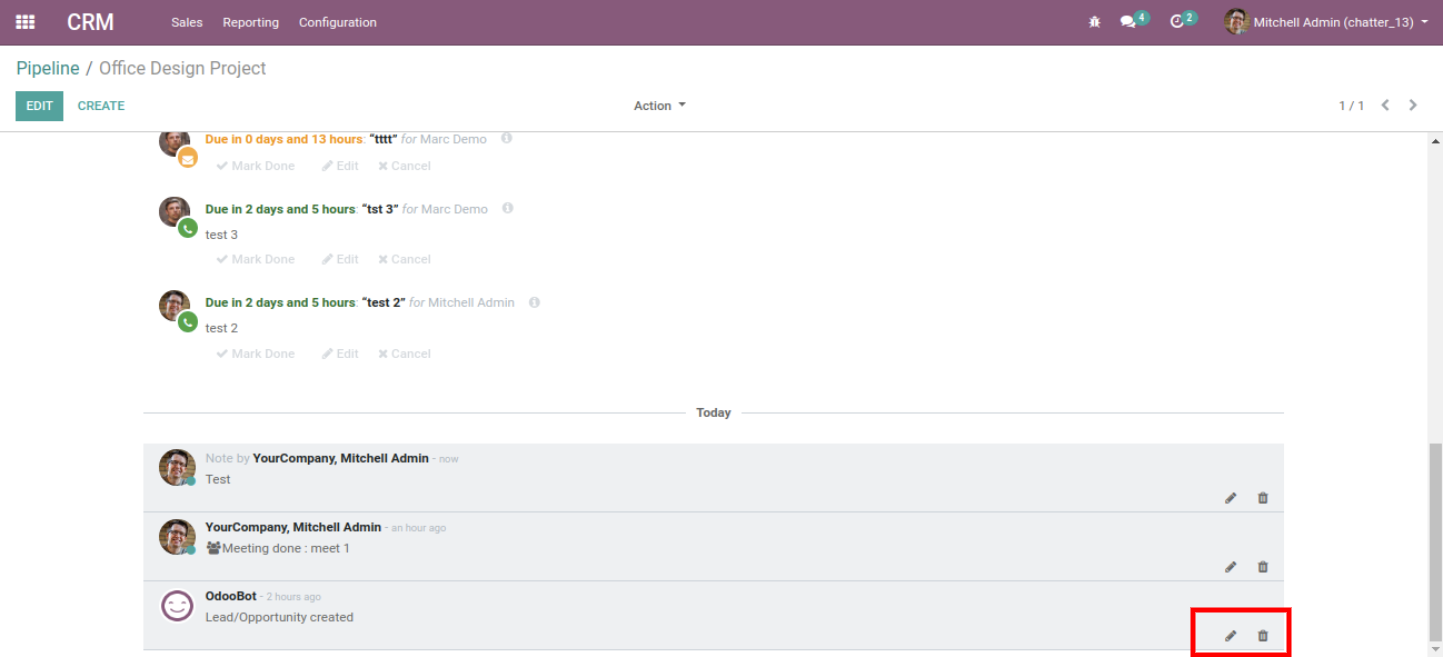 CRM Sales Reporting Configuration 4 2 Mitchell Admin (chatter_13)
Pipeline / Office Design Project
EDIT CREATE Action 1 / 1
Due in 0 days and 13 hours: “tttt” for Marc Demo
Mark Done Edit Cancel
Due in 2 days and 5 hours: “tst 3” for Marc Demo
test 3
Mark Done Edit Cancel
Due in 2 days and 5 hours: “test 2” for Mitchell Admin
test 2
Mark Done Edit Cancel
Today
Note by YourCompany, Mitchell Admin - now
Test
YourCompany, Mitchell Admin - an hour ago
Meeting done : meet 1
OdooBot - 2 hours ago
Lead/Opportunity created